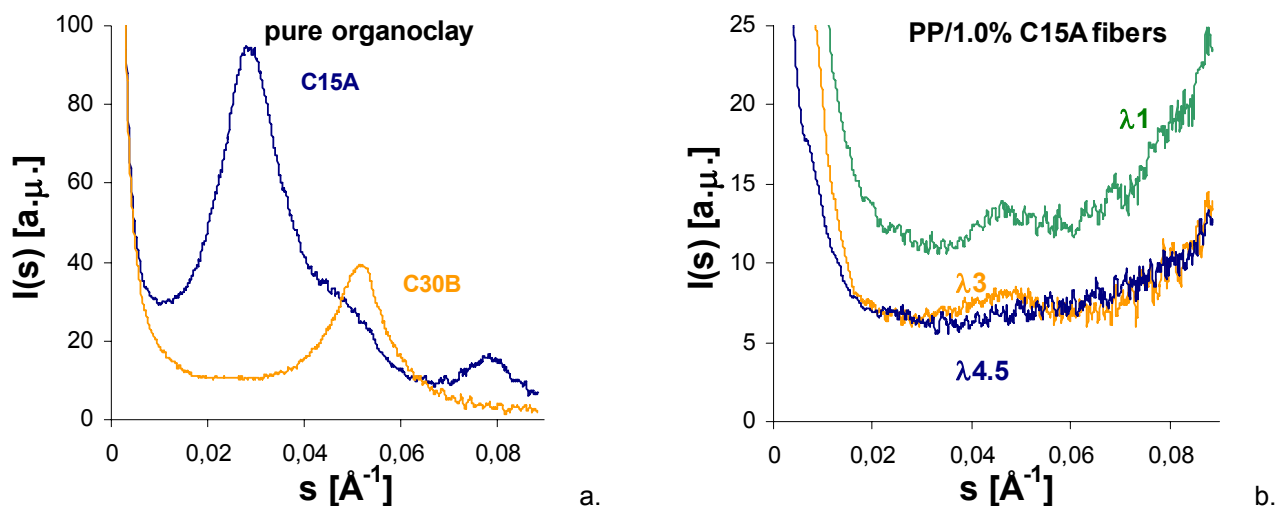 pure organoclay
C15A
C30B
I(s) [a.μ.]
100
80
60
40
20
0
0 0,02 0,04 0,06 0,08
s [Å⁻¹]
a.
PP/1.0% C15A fibers
λ1
λ3
λ4.5
I(s) [a.μ.]
25
20
15
10
5
0
0 0,02 0,04 0,06 0,08
s [Å⁻¹]
b.